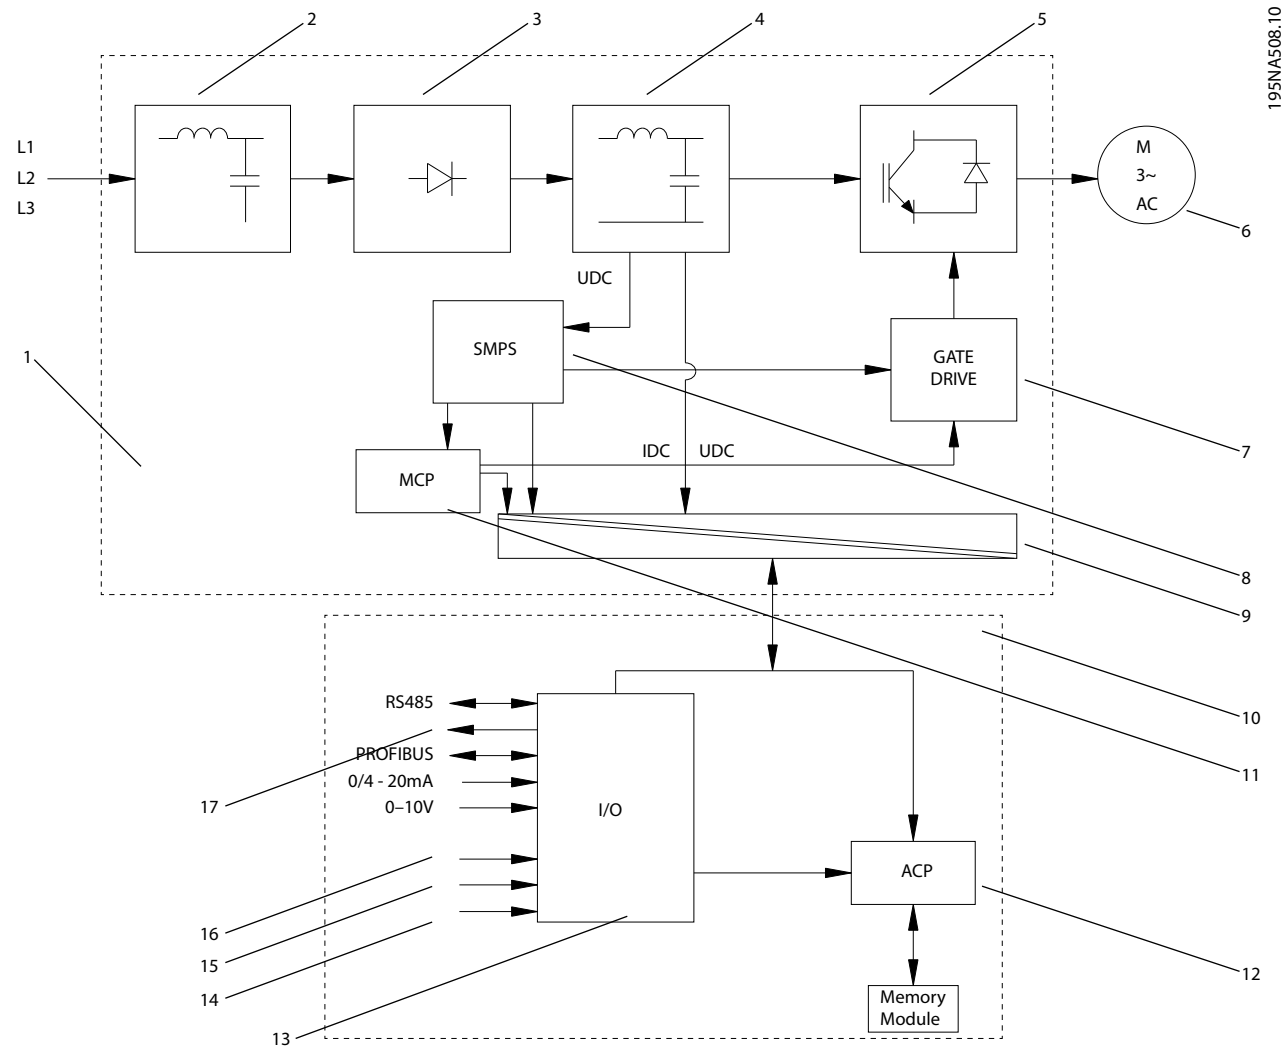 2
3
4
5
195NA508.10
L1
L2
L3
M
3~
AC
6
UDC
SMPS
GATE
DRIVE
1
7
IDC
UDC
MCP
8
9
10
RS485
PROFIBUS
0/4 - 20mA
0–10V
I/O
11
17
ACP
16
15
14
12
Memory
Module
13